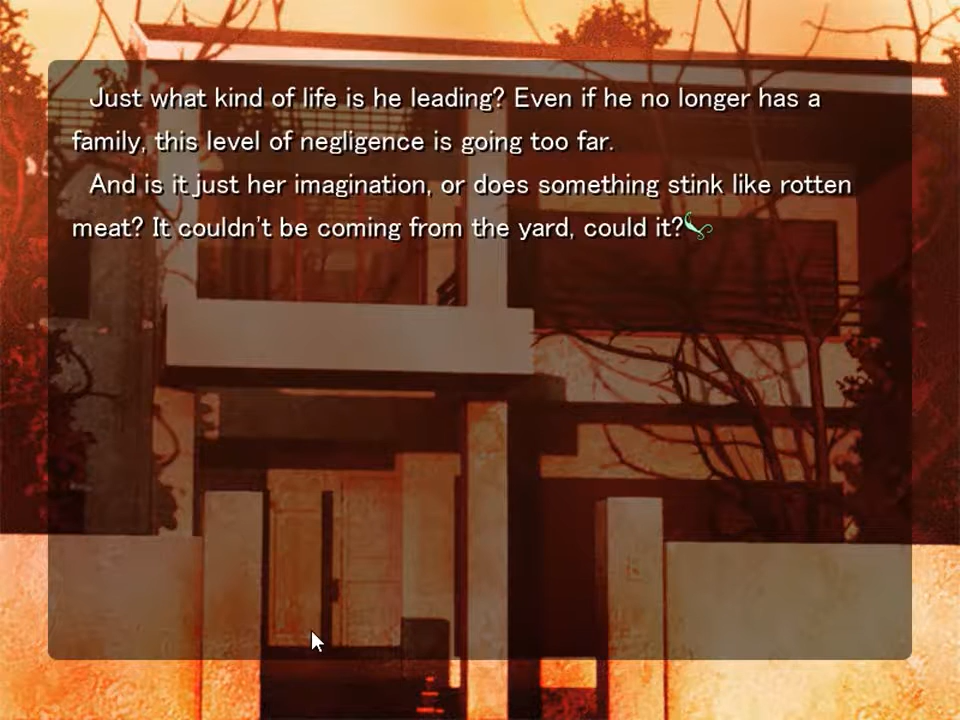 Just what kind of life is he leading? Even if he no longer has a
family, this level of negligence is going too far.
And is it just her imagination, or does something stink like rotten
meat? It couldn't be coming from the yard, could it?